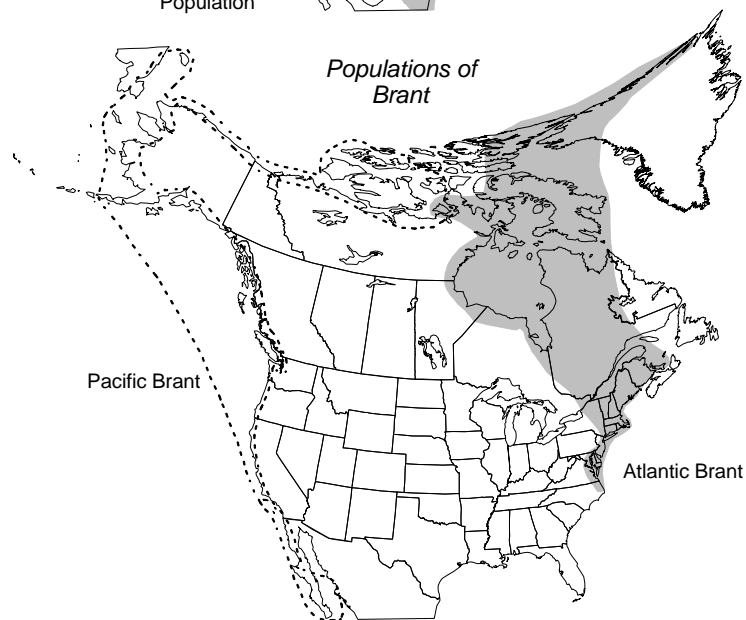 Population
Populations of
Brant
Pacific Brant
Atlantic Brant